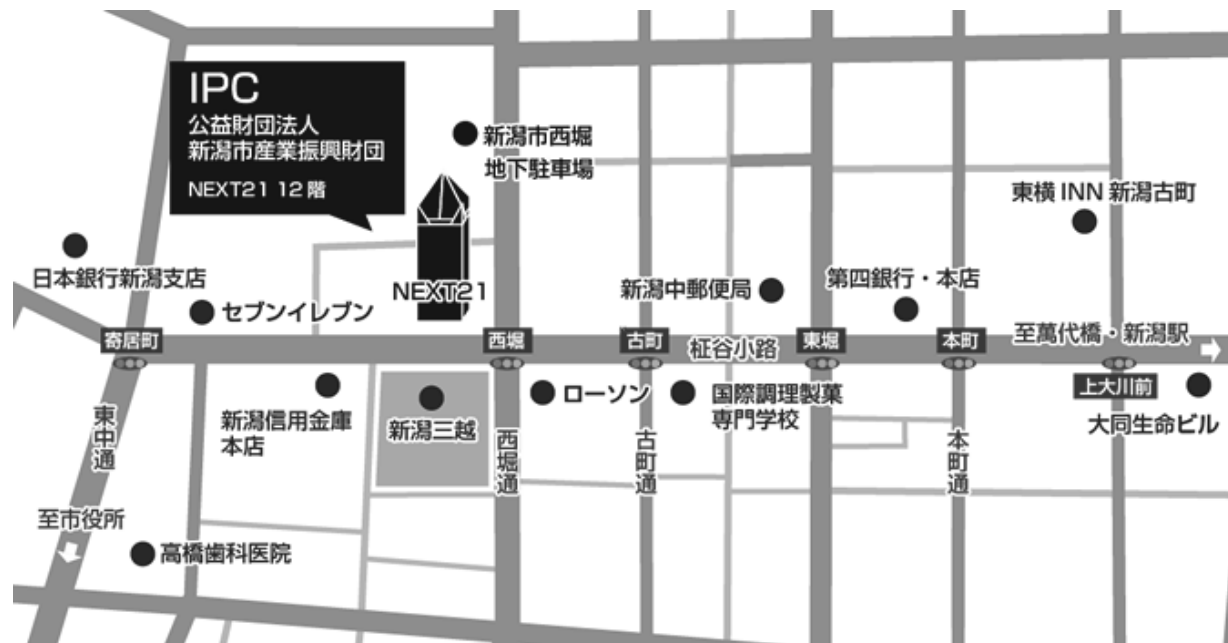 IPC
公益財団法人
新潟市産業振興財団
NEXT21 12階
新潟市西堀
地下駐車場
東横INN 新潟古町
日本銀行新潟支店
セブンイレブン
NEXT21
新潟中郵便局
第四銀行・本店
寄居町
西堀
古町
柾谷小路
東堀
本町
至萬代橋・新潟駅
上大川前
新潟信用金庫
本店
新潟三越
ローソン
国際調理製菓
専門学校
大同生命ビル
東中通
西堀通
古町通
本町通
至市役所
高橋歯科医院